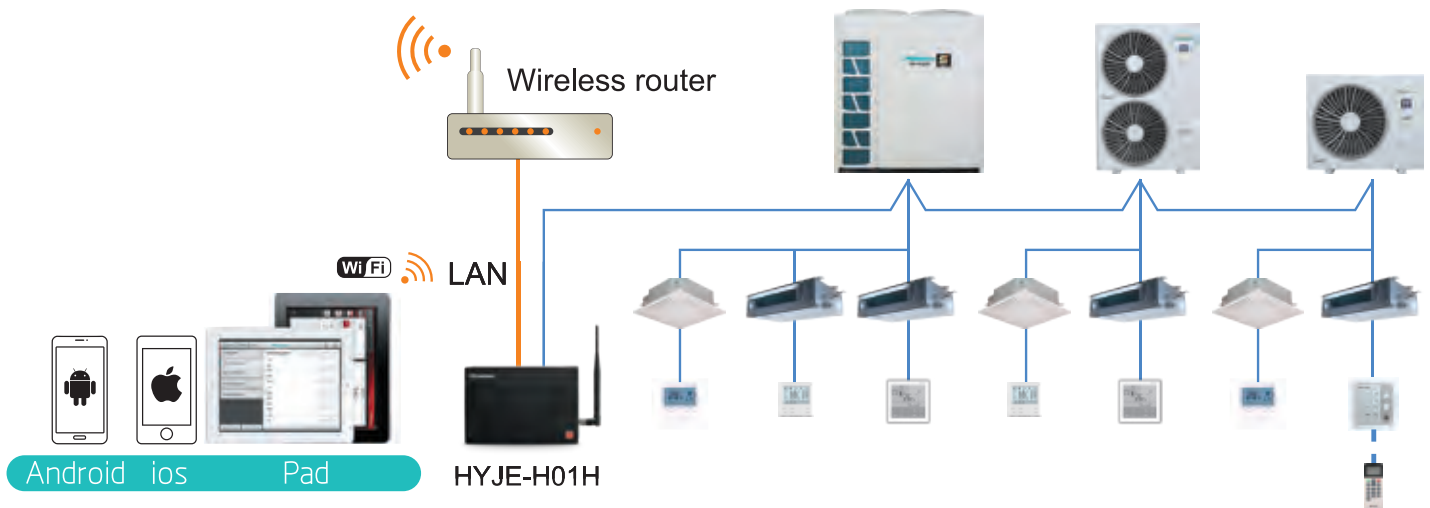 Wireless router
Wi Fi
LAN
Android ios Pad
HYJE-H01H